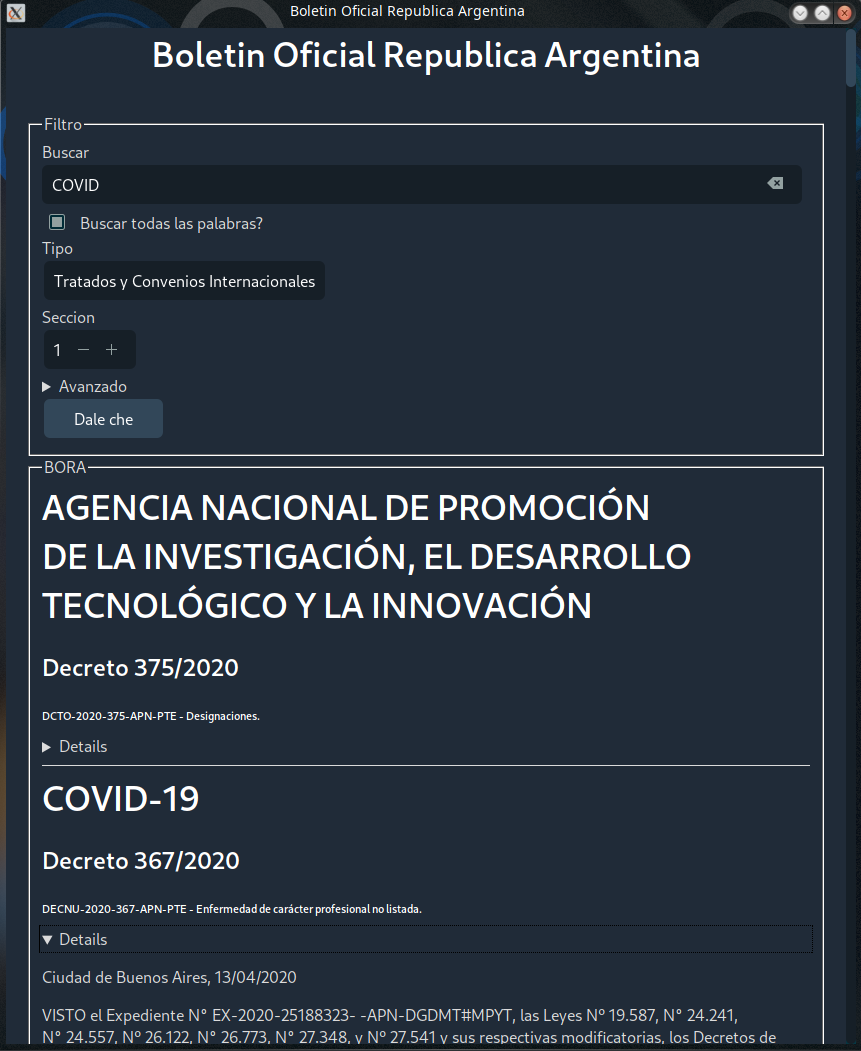 Boletin Oficial Republica Argentina
Boletin Oficial Republica Argentina
Filtro
Buscar
COVID
Buscar todas las palabras?
Tipo
Tratados y Convenios Internacionales
Seccion
1 − +
Avanzado
Dale che
BORA
AGENCIA NACIONAL DE PROMOCIÓN
DE LA INVESTIGACIÓN, EL DESARROLLO
TECNOLÓGICO Y LA INNOVACIÓN
Decreto 375/2020
DCTO-2020-375-APN-PTE - Designaciones.
Details
COVID-19
Decreto 367/2020
DECNU-2020-367-APN-PTE - Enfermedad de carácter profesional no listada.
Details
Ciudad de Buenos Aires, 13/04/2020
VISTO el Expediente N° EX-2020-25188323- -APN-DGDMT#MPYT, las Leyes Nº 19.587, N° 24.241,
N° 24.557, Nº 26.122, N° 26.773, N° 27.348, y Nº 27.541 y sus respectivas modificatorias, los Decretos de